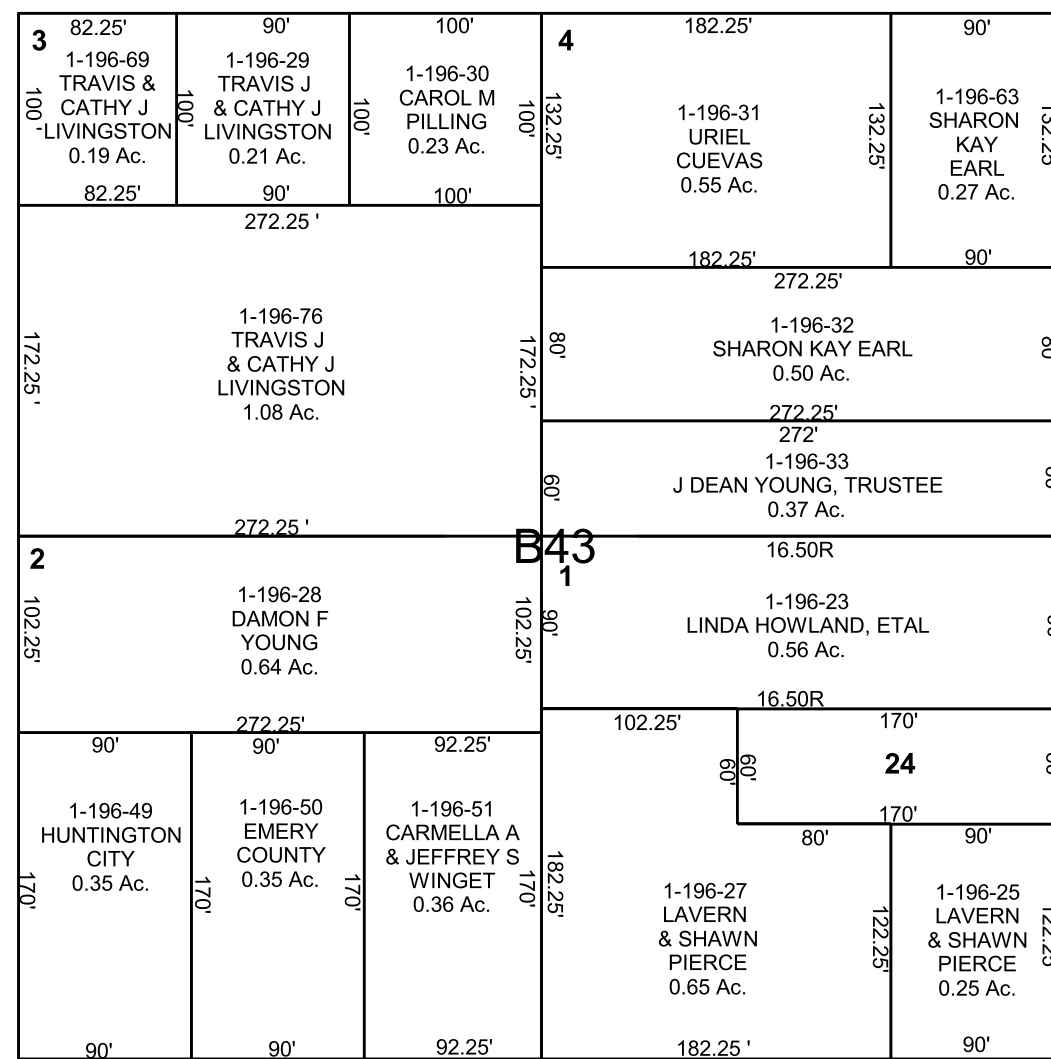 3
82.25'
1-196-69
TRAVIS &
CATHY J
LIVINGSTON
0.19 Ac.
100 '
82.25'
90'
1-196-29
TRAVIS J
& CATHY J
LIVINGSTON
0.21 Ac.
100'
90'
100'
1-196-30
CAROL M
PILLING
0.23 Ac.
100'
100'
100'
272.25 '
172.25 '
1-196-76
TRAVIS J
& CATHY J
LIVINGSTON
1.08 Ac.
172.25 '
272.25 '
4
182.25'
132.25'
1-196-31
URIEL
CUEVAS
0.55 Ac.
132.25'
182.25'
90'
1-196-63
SHARON
KAY
EARL
0.27 Ac.
132.25
90'
272.25'
80'
1-196-32
SHARON KAY EARL
0.50 Ac.
80
272.25'
272'
60'
1-196-33
J DEAN YOUNG, TRUSTEE
0.37 Ac.
B43
2
102.25'
1-196-28
DAMON F
YOUNG
0.64 Ac.
102.25'
272.25'
1
16.50R
90'
1-196-23
LINDA HOWLAND, ETAL
0.56 Ac.
16.50R
90'
170'
1-196-49
HUNTINGTON
CITY
0.35 Ac.
90'
90'
170'
1-196-50
EMERY
COUNTY
0.35 Ac.
170'
90'
92.25'
1-196-51
CARMELLA A
& JEFFREY S
WINGET
0.36 Ac.
170'
92.25'
102.25'
60'
182.25'
1-196-27
LAVERN
& SHAWN
PIERCE
0.65 Ac.
80'
122.25'
182.25 '
170'
60'
24
170'
90'
1-196-25
LAVERN
& SHAWN
PIERCE
0.25 Ac.
122.25
90'